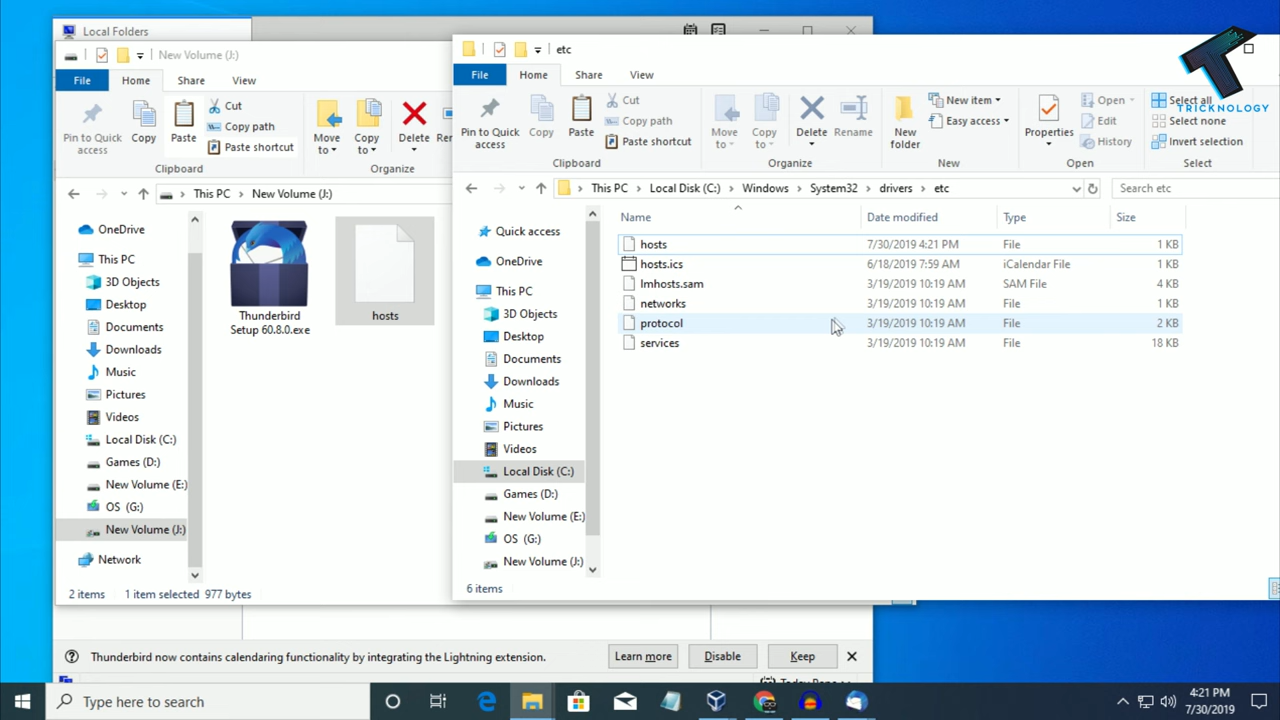 Local Folders
New Volume (J:)
File
Home
Share
View
Pin to Quick
access
Copy
Paste
Cut
Copy path
Paste shortcut
Clipboard
Move
to
Copy
to
Delete
Organize
This PC > New Volume (J:)
OneDrive
This PC
3D Objects
Desktop
Documents
Downloads
Music
Pictures
Videos
Local Disk (C:)
Games (D:)
New Volume (E:)
OS (G:)
New Volume (J:)
Network
Thunderbird
Setup 60.8.0.exe
hosts
2 items
1 item selected 977 bytes
etc
File
Home
Share
View
Pin to Quick
access
Copy
Paste
Cut
Copy path
Paste shortcut
Clipboard
Move
to
Copy
to
Delete
Rename
Organize
New
folder
New item
Easy access
New
Properties
Open
Edit
History
Open
Select all
Select none
Invert selection
Select
TRICKNOLOGY
This PC > Local Disk (C:) > Windows > System32 > drivers > etc
Search etc
Quick access
OneDrive
This PC
3D Objects
Desktop
Documents
Downloads
Music
Pictures
Videos
Local Disk (C:)
Games (D:)
New Volume (E:)
OS (G:)
New Volume (J:)
Name Date modified Type Size
hosts 7/30/2019 4:21 PM File 1 KB
hosts.ics 6/18/2019 7:59 AM iCalendar File 1 KB
lmhosts.sam 3/19/2019 10:19 AM SAM File 4 KB
networks 3/19/2019 10:19 AM File 1 KB
protocol 3/19/2019 10:19 AM File 2 KB
services 3/19/2019 10:19 AM File 18 KB
6 items
Thunderbird now contains calendaring functionality by integrating the Lightning extension.
Learn more
Disable
Keep
Type here to search
4:21 PM
7/30/2019